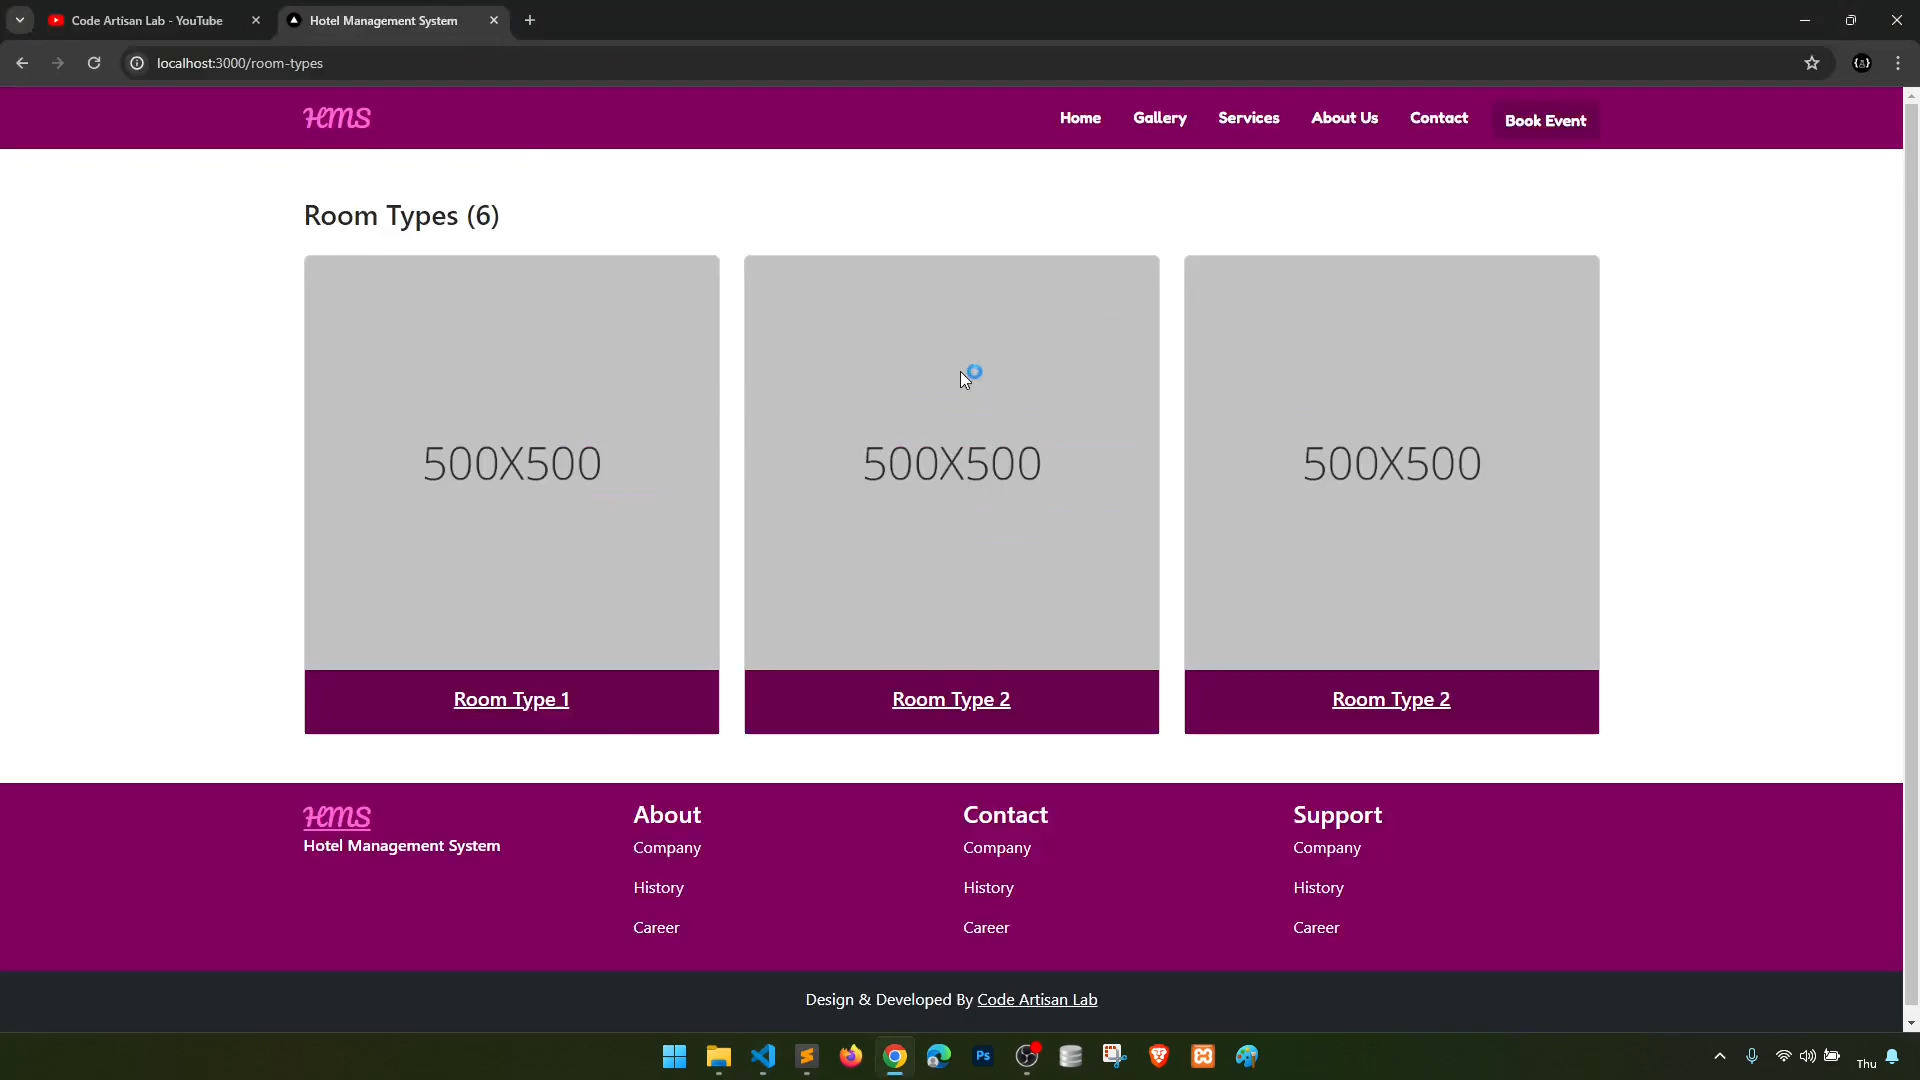 Code Artisan Lab - YouTube
Hotel Management System
localhost:3000/room-types
HMS
Home
Gallery
Services
About Us
Contact
Book Event
Room Types (6)
500X500
500X500
500X500
Room Type 1
Room Type 2
Room Type 2
HMS
Hotel Management System
About
Company
History
Career
Contact
Company
History
Career
Support
Company
History
Career
Design & Developed By Code Artisan Lab
Ps
Thu